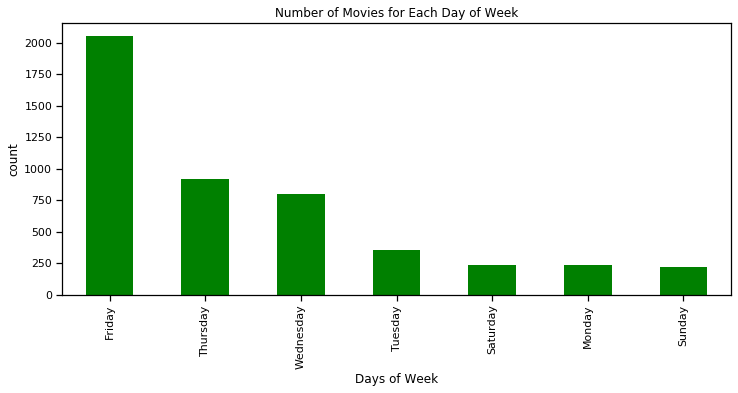 Number of Movies for Each Day of Week
2000
1750
1500
1250
1000
750
500
250
0
count
Friday
Thursday
Wednesday
Tuesday
Saturday
Monday
Sunday
Days of Week